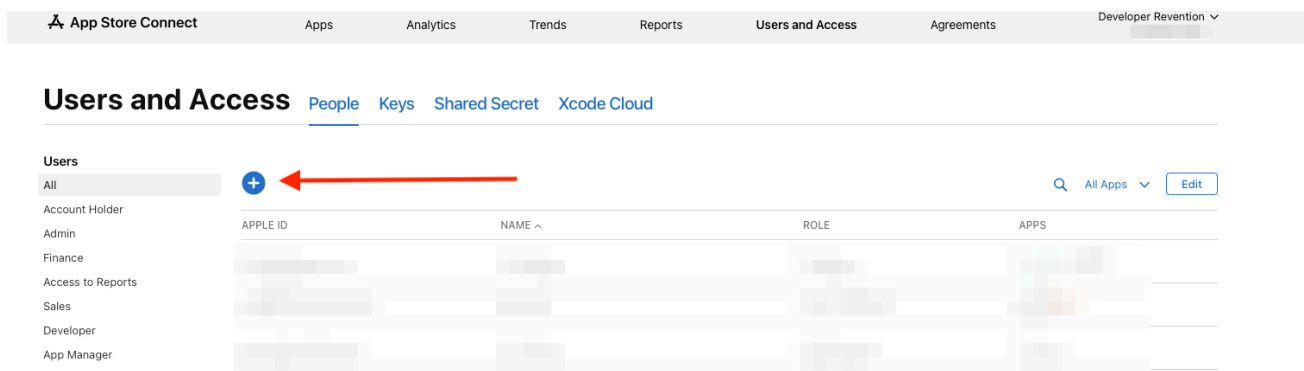 App Store Connect Apps Analytics Trends Reports Users and Access Agreements Developer Revention
Users and Access People Keys Shared Secret Xcode Cloud
Users
All
All Apps Edit
Account Holder
APPLE ID NAME ROLE APPS
Admin
Finance
Access to Reports
Sales
Developer
App Manager